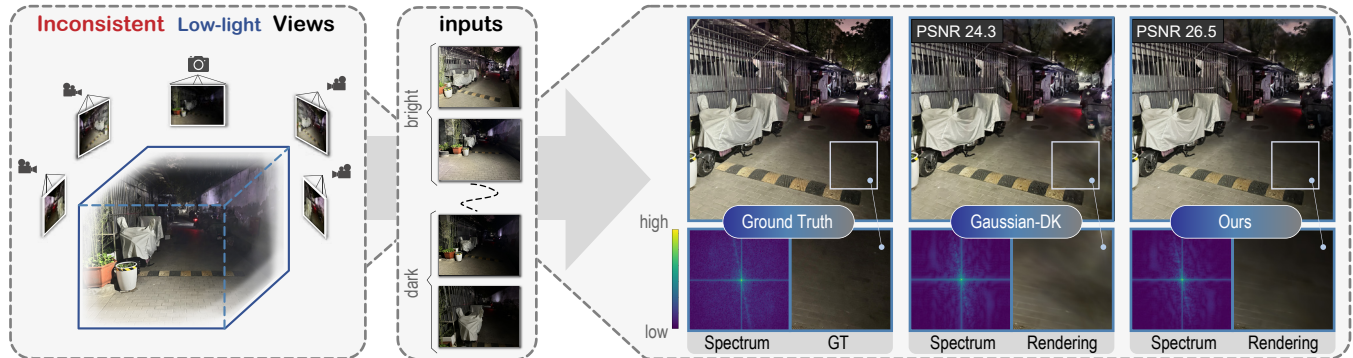 Inconsistent Low-light Views
inputs
bright
dark
high
low
PSNR 24.3
PSNR 26.5
Ground Truth
Gaussian-DK
Ours
Spectrum
GT
Spectrum
Rendering
Spectrum
Rendering